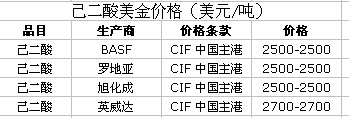 己二酸美金价格（美元/吨）
品目 生产商 价格条款 价格
己二酸 BASF CIF 中国主港 2500-2500
己二酸 罗地亚 CIF 中国主港 2500-2500
己二酸 旭化成 CIF 中国主港 2500-2500
己二酸 英威达 CIF 中国主港 2700-2700